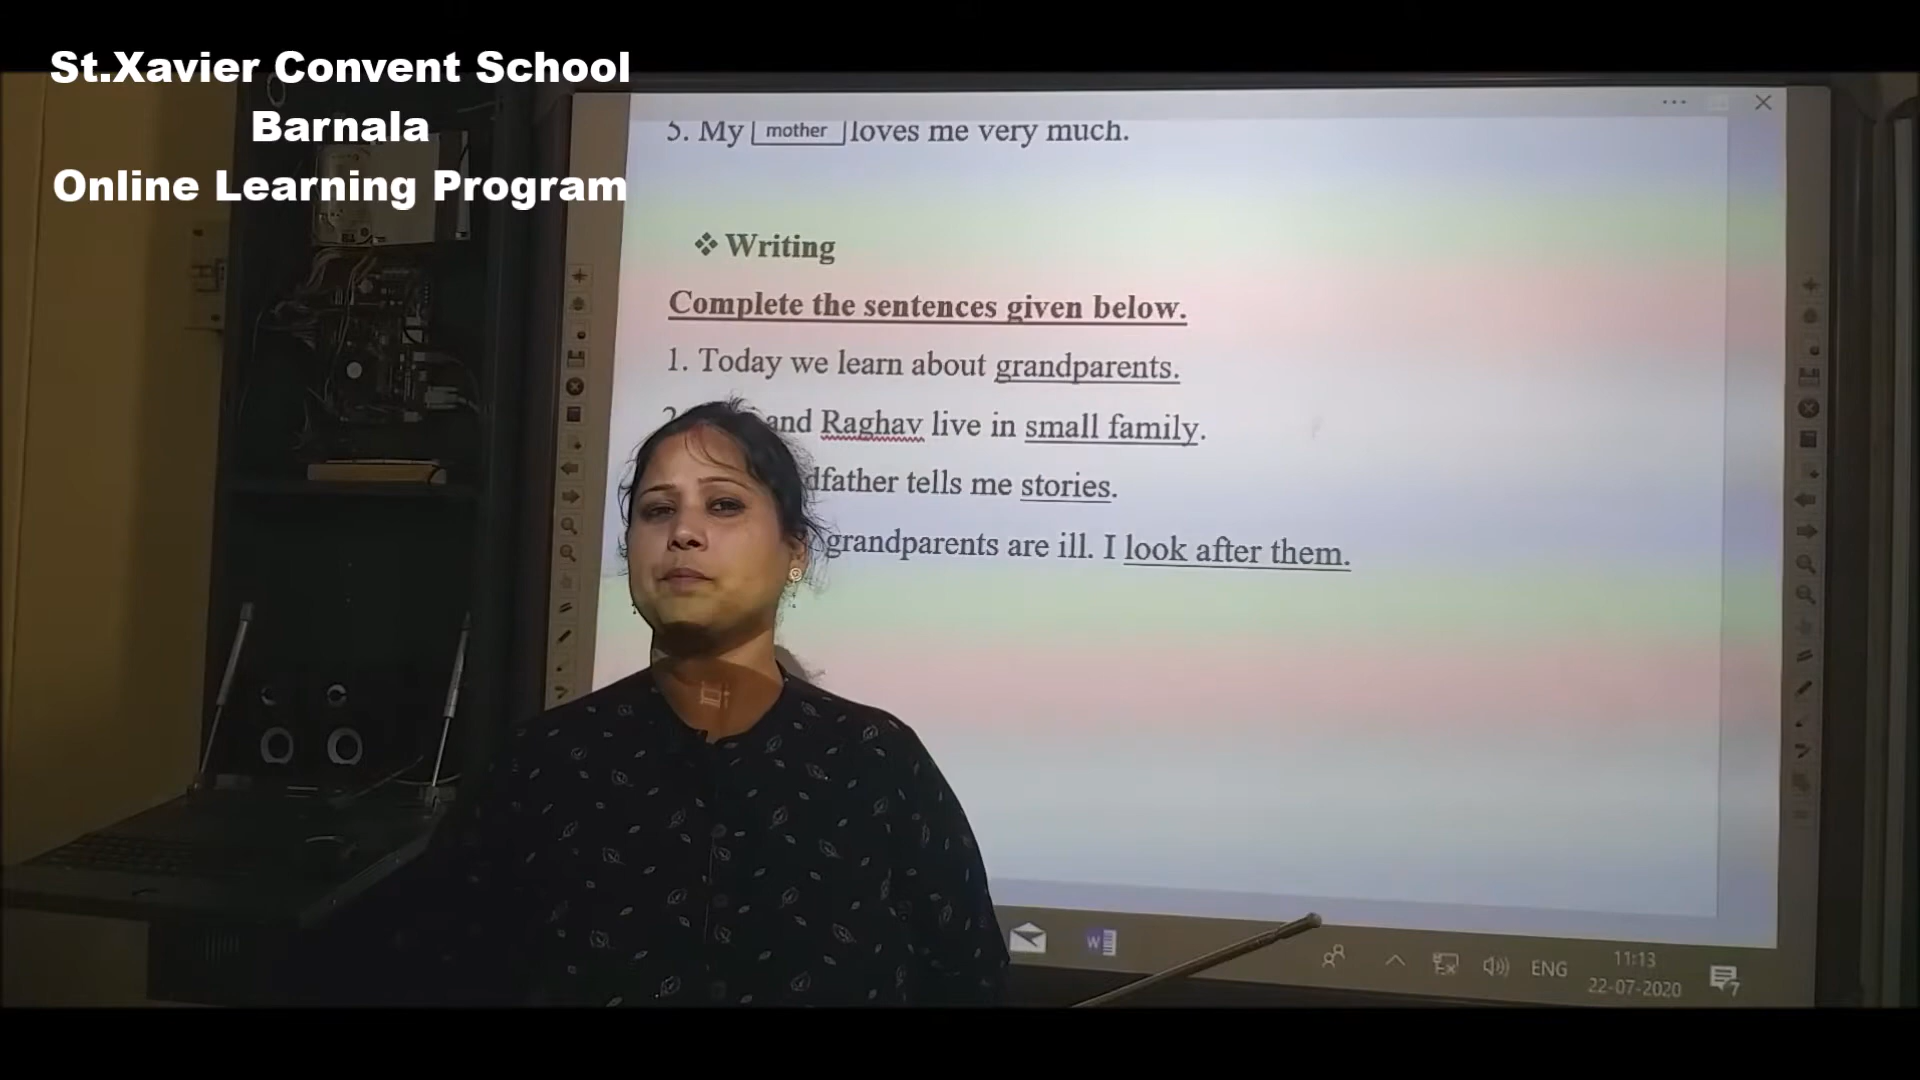 St.Xavier Convent School
Barnala
Online Learning Program
5. My mother loves me very much.
❖ Writing
Complete the sentences given below.
1. Today we learn about grandparents.
and Raghav live in small family.
tells me stories.
grandparents are ill. I look after them.
ENG
11:13
22-07-2020